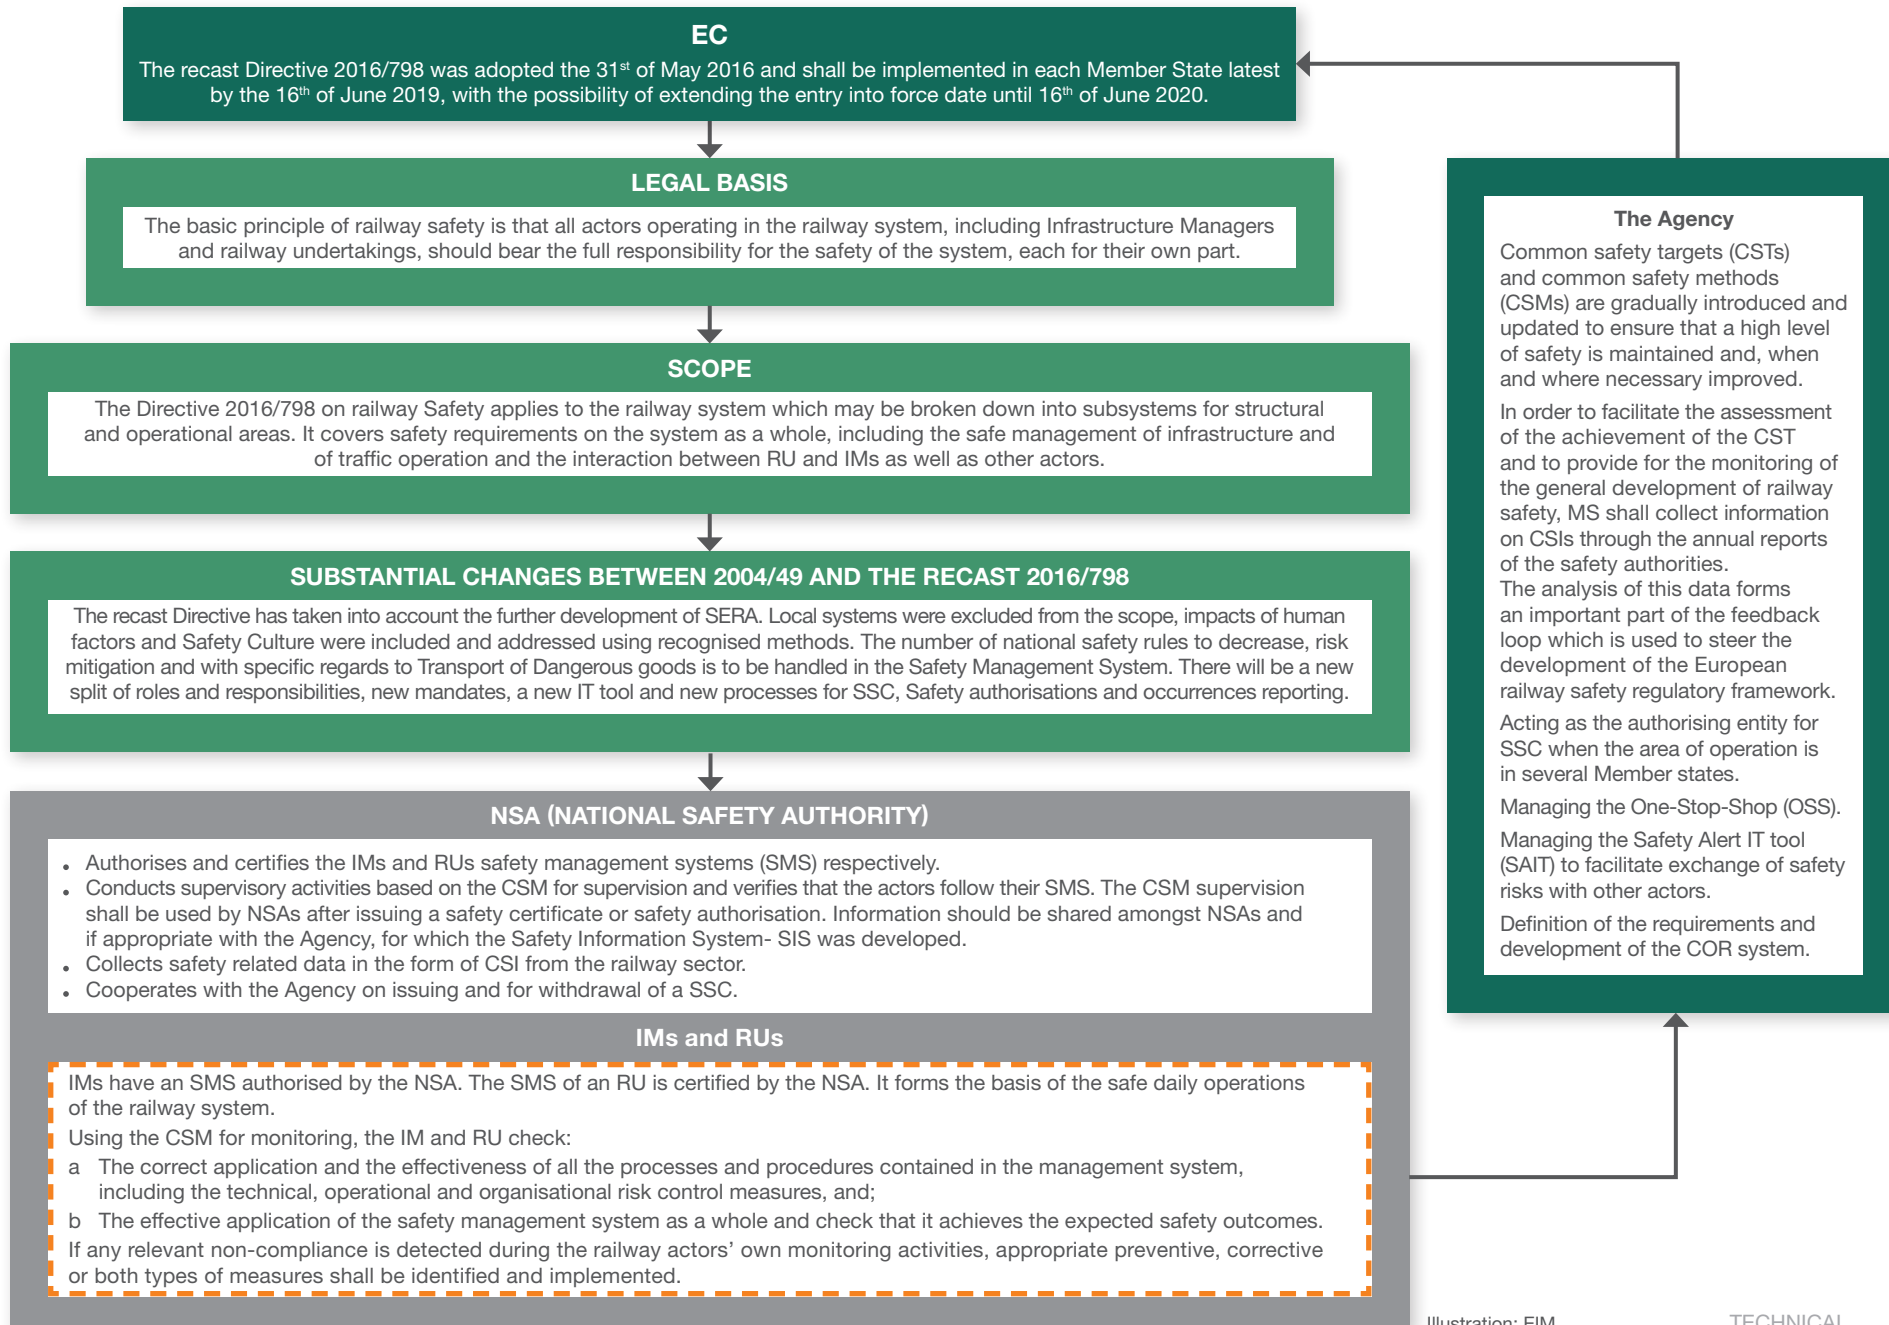 EC
The recast Directive 2016/798 was adopted the 31st of May 2016 and shall be implemented in each Member State latest
by the 16th of June 2019, with the possibility of extending the entry into force date until 16th of June 2020.
LEGAL BASIS
The basic principle of railway safety is that all actors operating in the railway system, including Infrastructure Managers
and railway undertakings, should bear the full responsibility for the safety of the system, each for their own part.
SCOPE
The Directive 2016/798 on railway Safety applies to the railway system which may be broken down into subsystems for structural
and operational areas. It covers safety requirements on the system as a whole, including the safe management of infrastructure and
of traffic operation and the interaction between RU and IMs as well as other actors.
SUBSTANTIAL CHANGES BETWEEN 2004/49 AND THE RECAST 2016/798
The recast Directive has taken into account the further development of SERA. Local systems were excluded from the scope, impacts of human
factors and Safety Culture were included and addressed using recognised methods. The number of national safety rules to decrease, risk
mitigation and with specific regards to Transport of Dangerous goods is to be handled in the Safety Management System. There will be a new
split of roles and responsibilities, new mandates, a new IT tool and new processes for SSC, Safety authorisations and occurrences reporting.
NSA (NATIONAL SAFETY AUTHORITY)
• Authorises and certifies the IMs and RUs safety management systems (SMS) respectively.
• Conducts supervisory activities based on the CSM for supervision and verifies that the actors follow their SMS. The CSM supervision
shall be used by NSAs after issuing a safety certificate or safety authorisation. Information should be shared amongst NSAs and
if appropriate with the Agency, for which the Safety Information System- SIS was developed.
• Collects safety related data in the form of CSI from the railway sector.
• Cooperates with the Agency on issuing and for withdrawal of a SSC.
IMs and RUs
IMs have an SMS authorised by the NSA. The SMS of an RU is certified by the NSA. It forms the basis of the safe daily operations
of the railway system.
Using the CSM for monitoring, the IM and RU check:
a The correct application and the effectiveness of all the processes and procedures contained in the management system,
including the technical, operational and organisational risk control measures, and;
b The effective application of the safety management system as a whole and check that it achieves the expected safety outcomes.
If any relevant non-compliance is detected during the railway actors' own monitoring activities, appropriate preventive, corrective
or both types of measures shall be identified and implemented.
The Agency
Common safety targets (CSTs)
and common safety methods
(CSMs) are gradually introduced and
updated to ensure that a high level
of safety is maintained and, when
and where necessary improved.
In order to facilitate the assessment
of the achievement of the CST
and to provide for the monitoring of
the general development of railway
safety, MS shall collect information
on CSIs through the annual reports
of the safety authorities.
The analysis of this data forms
an important part of the feedback
loop which is used to steer the
development of the European
railway safety regulatory framework.
Acting as the authorising entity for
SSC when the area of operation is
in several Member states.
Managing the One-Stop-Shop (OSS).
Managing the Safety Alert IT tool
(SAIT) to facilitate exchange of safety
risks with other actors.
Definition of the requirements and
development of the COR system.
Illustration: EIM
TECHNICAL